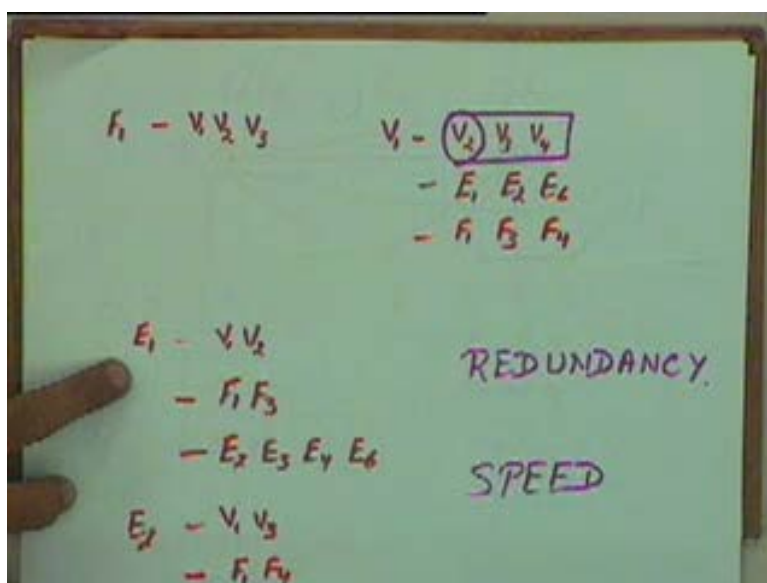 F₁ - V₁ V₂ V₃
V₁ - V₂ V₃ V₄
- E₁ E₂ E₆
- F₁ F₃ F₄
E₁ - V₁ V₂
- F₁ F₃
- E₂ E₃ E₄ E₆
E₂ - V₁ V₃
- F₁ F₄
REDUNDANCY.
SPEED